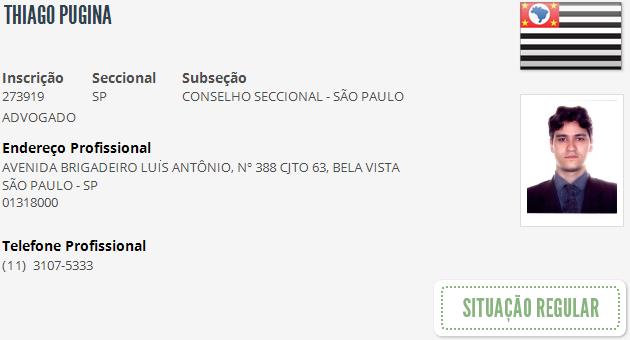 THIAGO PUGINA
Inscrição Seccional Subseção
273919 SP CONSELHO SECCIONAL - SÃO PAULO
ADVOGADO
Endereço Profissional
AVENIDA BRIGADEIRO LUÍS ANTÔNIO, Nº 388 CJTO 63, BELA VISTA
SÃO PAULO - SP
01318000
Telefone Profissional
(11) 3107-5333
SITUAÇÃO REGULAR